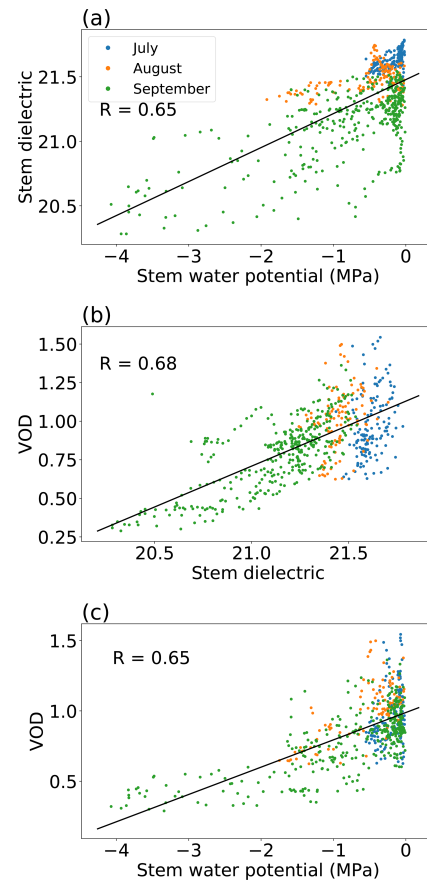 (a)
July
August
September
R = 0.65
Stem dielectric
21.5
21.0
20.5
−4 −3 −2 −1 0
Stem water potential (MPa)
(b)
R = 0.68
VOD
1.50
1.25
1.00
0.75
0.50
0.25
20.5 21.0 21.5
Stem dielectric
(c)
R = 0.65
VOD
1.5
1.0
0.5
−4 −3 −2 −1 0
Stem water potential (MPa)